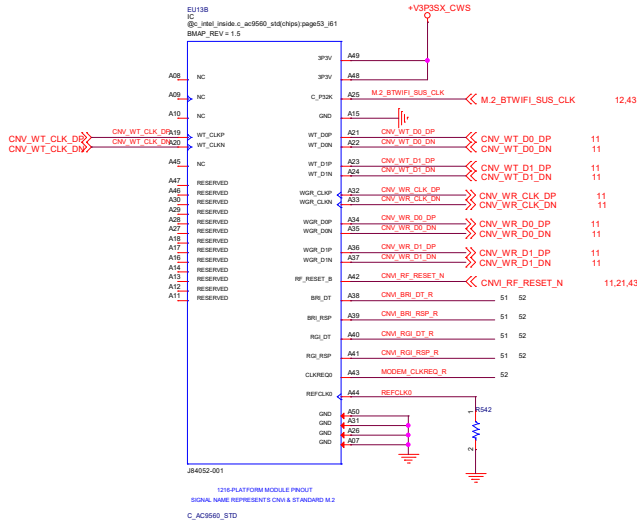 EU13B
IC
@c_intel_inside.c_ac9560_std(chips):page53_i61
BMAP_REV = 1.5
+V3P3SX_CWS
3P3V A49
A08 NC 3P3V A48
A09 NC C_P32K A25 M.2_BTWIFI_SUS_CLK M.2_BTWIFI_SUS_CLK 12,43
A10 NC GND A15
CNV_WT_CLK_DP CNV_WT_CLK_DP A19 WT_CLKP WT_D0P A21 CNV_WT_D0_DP CNV_WT_D0_DP 11
CNV_WT_CLK_DN CNV_WT_CLK_DN A20 WT_CLKN WT_D0N A22 CNV_WT_D0_DN CNV_WT_D0_DN 11
A45 NC WT_D1P A23 CNV_WT_D1_DP CNV_WT_D1_DP 11
WT_D1N A24 CNV_WT_D1_DN CNV_WT_D1_DN 11
A47 RESERVED
A46 RESERVED WGR_CLKP A32 CNV_WR_CLK_DP CNV_WR_CLK_DP 11
A30 RESERVED WGR_CLKN A33 CNV_WR_CLK_DN CNV_WR_CLK_DN 11
A29 RESERVED
A28 RESERVED WGR_D0P A34 CNV_WR_D0_DP CNV_WR_D0_DP 11
A27 RESERVED WGR_D0N A35 CNV_WR_D0_DN CNV_WR_D0_DN 11
A18 RESERVED
A17 RESERVED WGR_D1P A36 CNV_WR_D1_DP CNV_WR_D1_DP 11
A16 RESERVED WGR_D1N A37 CNV_WR_D1_DN CNV_WR_D1_DN 11
A14 RESERVED
A13 RESERVED RF_RESET_B A42 CNVI_RF_RESET_N CNVI_RF_RESET_N 11,21,43
A12 RESERVED
A11 RESERVED BRI_DT A38 CNVI_BRI_DT_R 51 52
BRI_RSP A39 CNVI_BRI_RSP_R 51 52
RGI_DT A40 CNVI_RGI_DT_R 51 52
RGI_RSP A41 CNVI_RGI_RSP_R 51 52
CLKREQ0 A43 MODEM_CLKREQ_R 52
REFCLK0 A44 REFCLK0
1 R542
GND A50
GND A31
GND A26
GND A07
2
J84052-001
1216-PLATFORM MODULE PINOUT
SIGNAL NAME REPRESENTS CNVi & STANDARD M.2
C_AC9560_STD